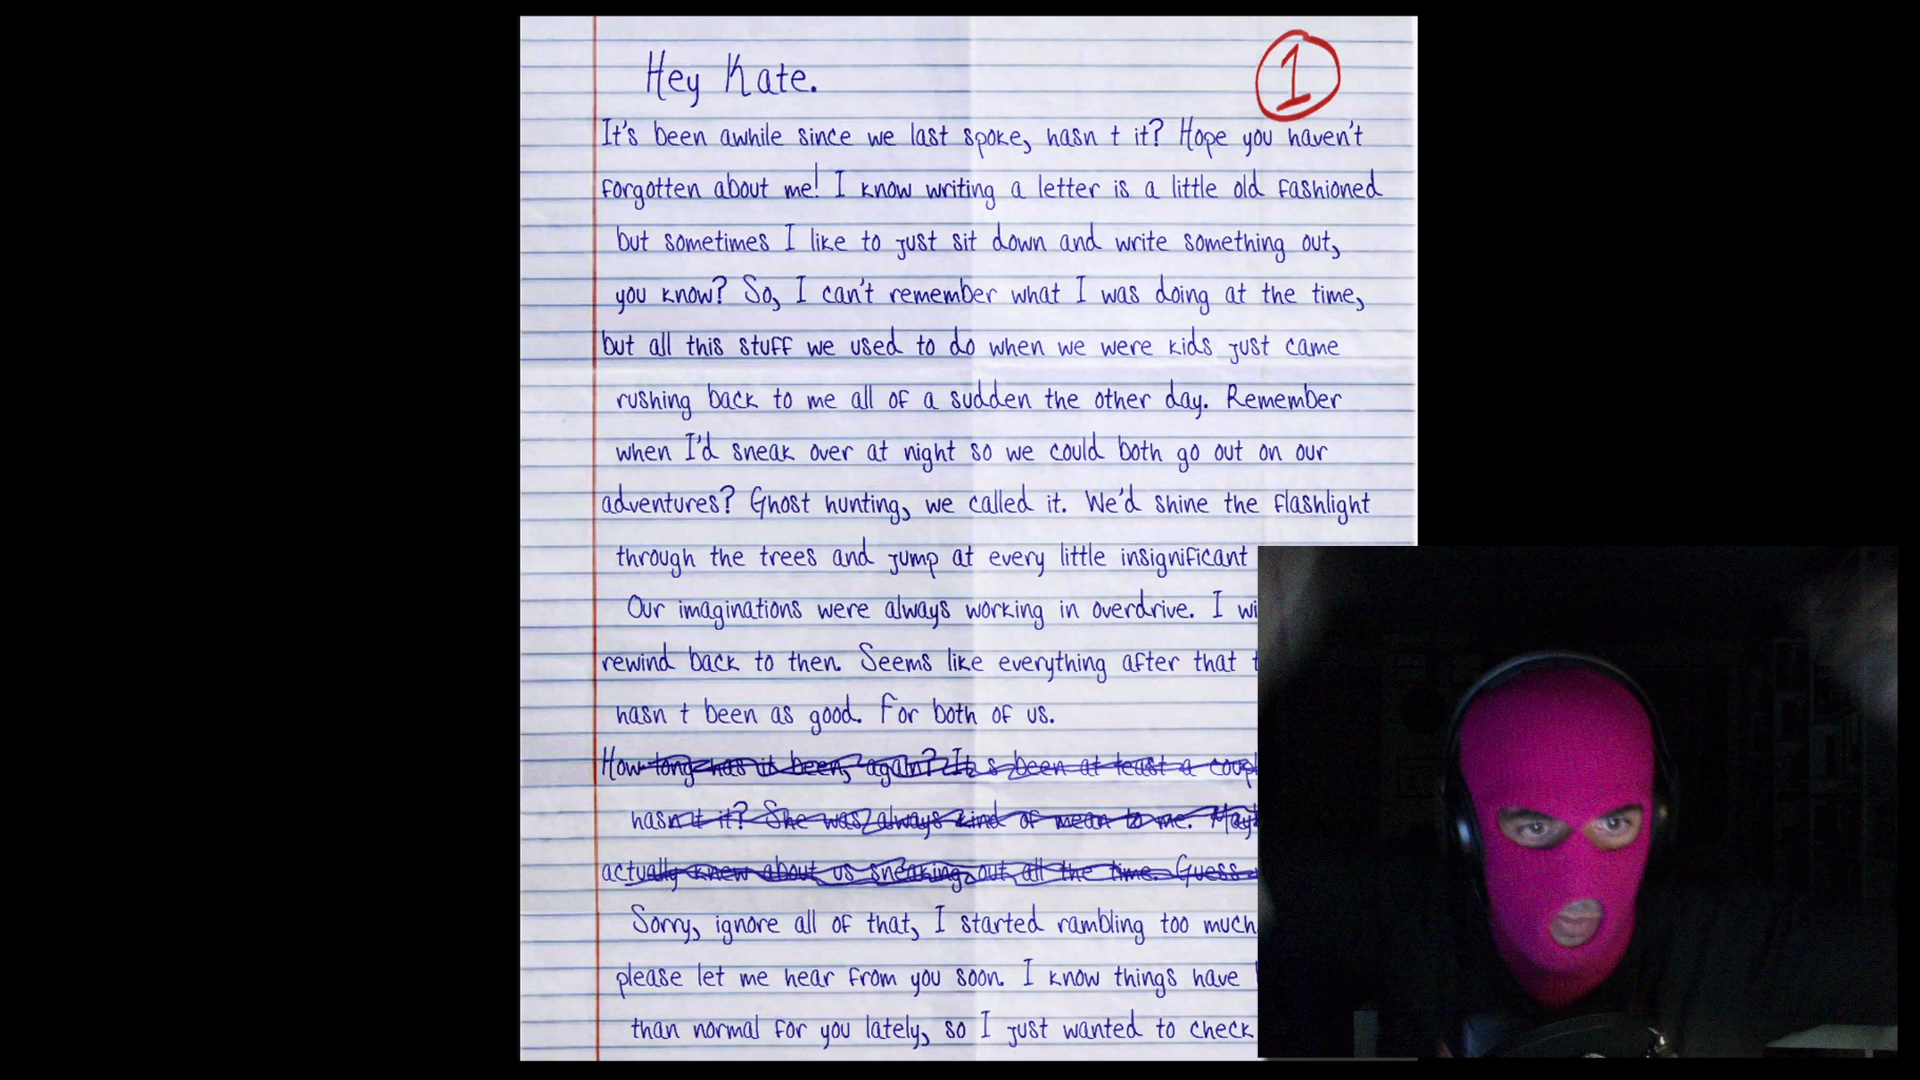 Hey Kate.
1
It's been awhile since we last spoke, hasn t it? Hope you haven't
forgotten about me! I know writing a letter is a little old fashioned
but sometimes I like to just sit down and write something out,
you know? So, I can't remember what I was doing at the time,
but all this stuff we used to do when we were kids just came
rushing back to me all of a sudden the other day. Remember
when I'd sneak over at night so we could both go out on our
adventures? Ghost hunting, we called it. We'd shine the flashlight
through the trees and jump at every little insignificant
Our imaginations were always working in overdrive. I
rewind back to then. Seems like everything after that
hasn t been as good. For both of us.
How long has it been, again? It s been at least a
hasn t it? She was always kind of mean to me.
actually knew about us sneaking out all the time. Guess
Sorry, ignore all of that, I started rambling too much
please let me hear from you soon. I know things have
than normal for you lately, so I just wanted to check